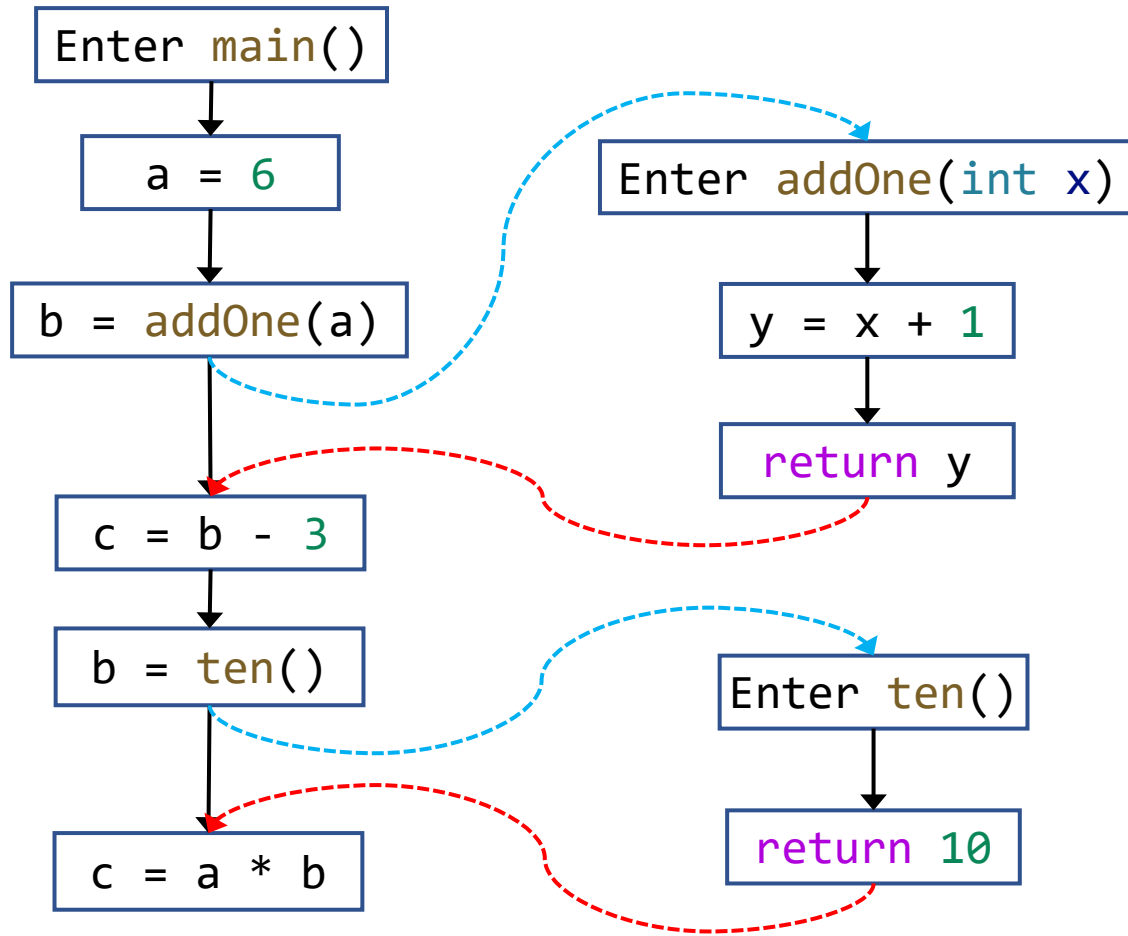 Enter main()
a = 6
b = addOne(a)
c = b - 3
b = ten()
c = a * b
Enter addOne(int x)
y = x + 1
return y
Enter ten()
return 10